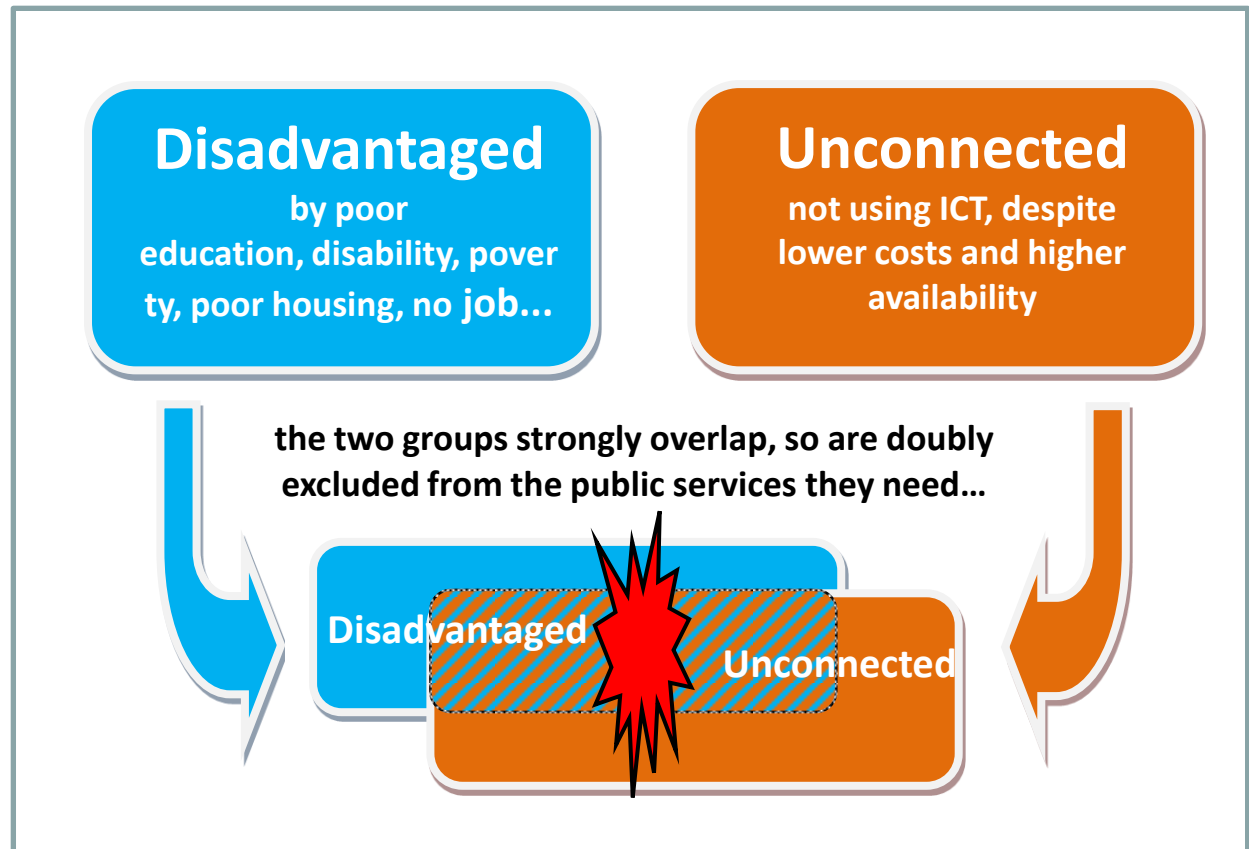 Disadvantaged
by poor
education, disability, pover
ty, poor housing, no job...
Unconnected
not using ICT, despite
lower costs and higher
availability
the two groups strongly overlap, so are doubly
excluded from the public services they need…
Disadvantaged
Unconnected